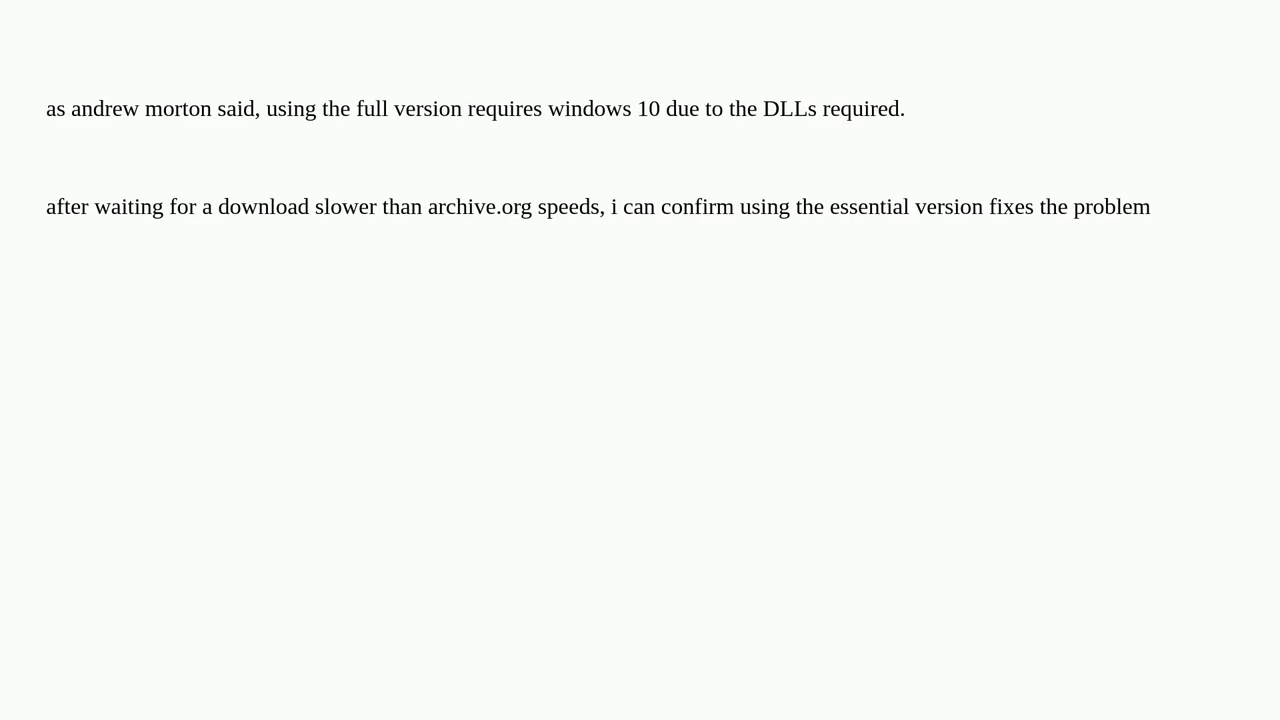 as andrew morton said, using the full version requires windows 10 due to the DLLs required.
after waiting for a download slower than archive.org speeds, i can confirm using the essential version fixes the problem